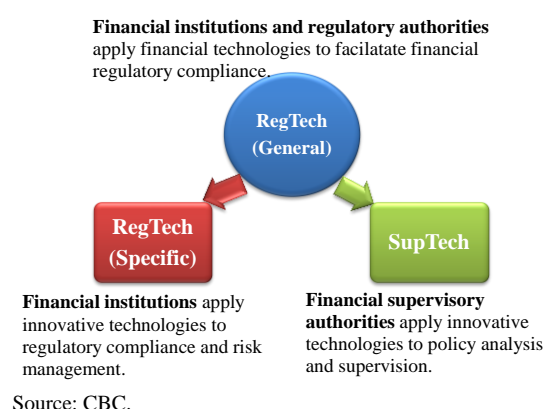 Financial institutions and regulatory authorities
apply financial technologies to facilatate financial
regulatory compliance.
RegTech
(General)
RegTech
(Specific)
SupTech
Financial institutions apply
innovative technologies to
regulatory compliance and risk
management.
Financial supervisory
authorities apply innovative
technologies to policy analysis
and supervision.
Source: CBC.